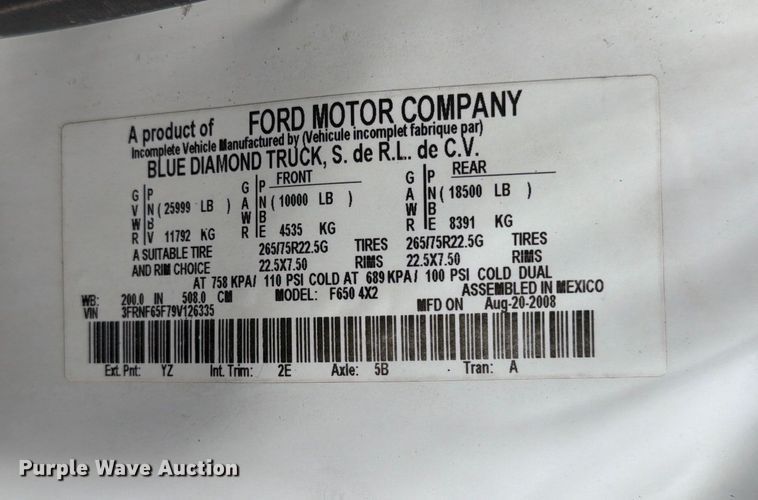 A product of FORD MOTOR COMPANY
Incomplete Vehicle Manufactured by (Vehicule incomplet fabrique par)
BLUE DIAMOND TRUCK, S. de R.L. de C.V.
FRONT REAR
G P G P G P
V N (25999 LB) A N (10000 LB) A N (18500 LB)
W B W B W B
R V 11792 KG R E 4535 KG R E 8391 KG
A SUITABLE TIRE 265/75R22.5G TIRES 265/75R22.5G TIRES
AND RIM CHOICE 22.5X7.50 RIMS 22.5X7.50 RIMS
AT 758 KPA/ 110 PSI COLD AT 689 KPA/ 100 PSI COLD DUAL
WB: 200.0 IN 508.0 CM MODEL: F650 4X2 ASSEMBLED IN MEXICO
VIN 3FRNF65F79V126335 MFD ON Aug-20-2008
Ext. Pnt: YZ Int. Trim: 2E Axle: 5B Tran: A
Purple Wave Auction